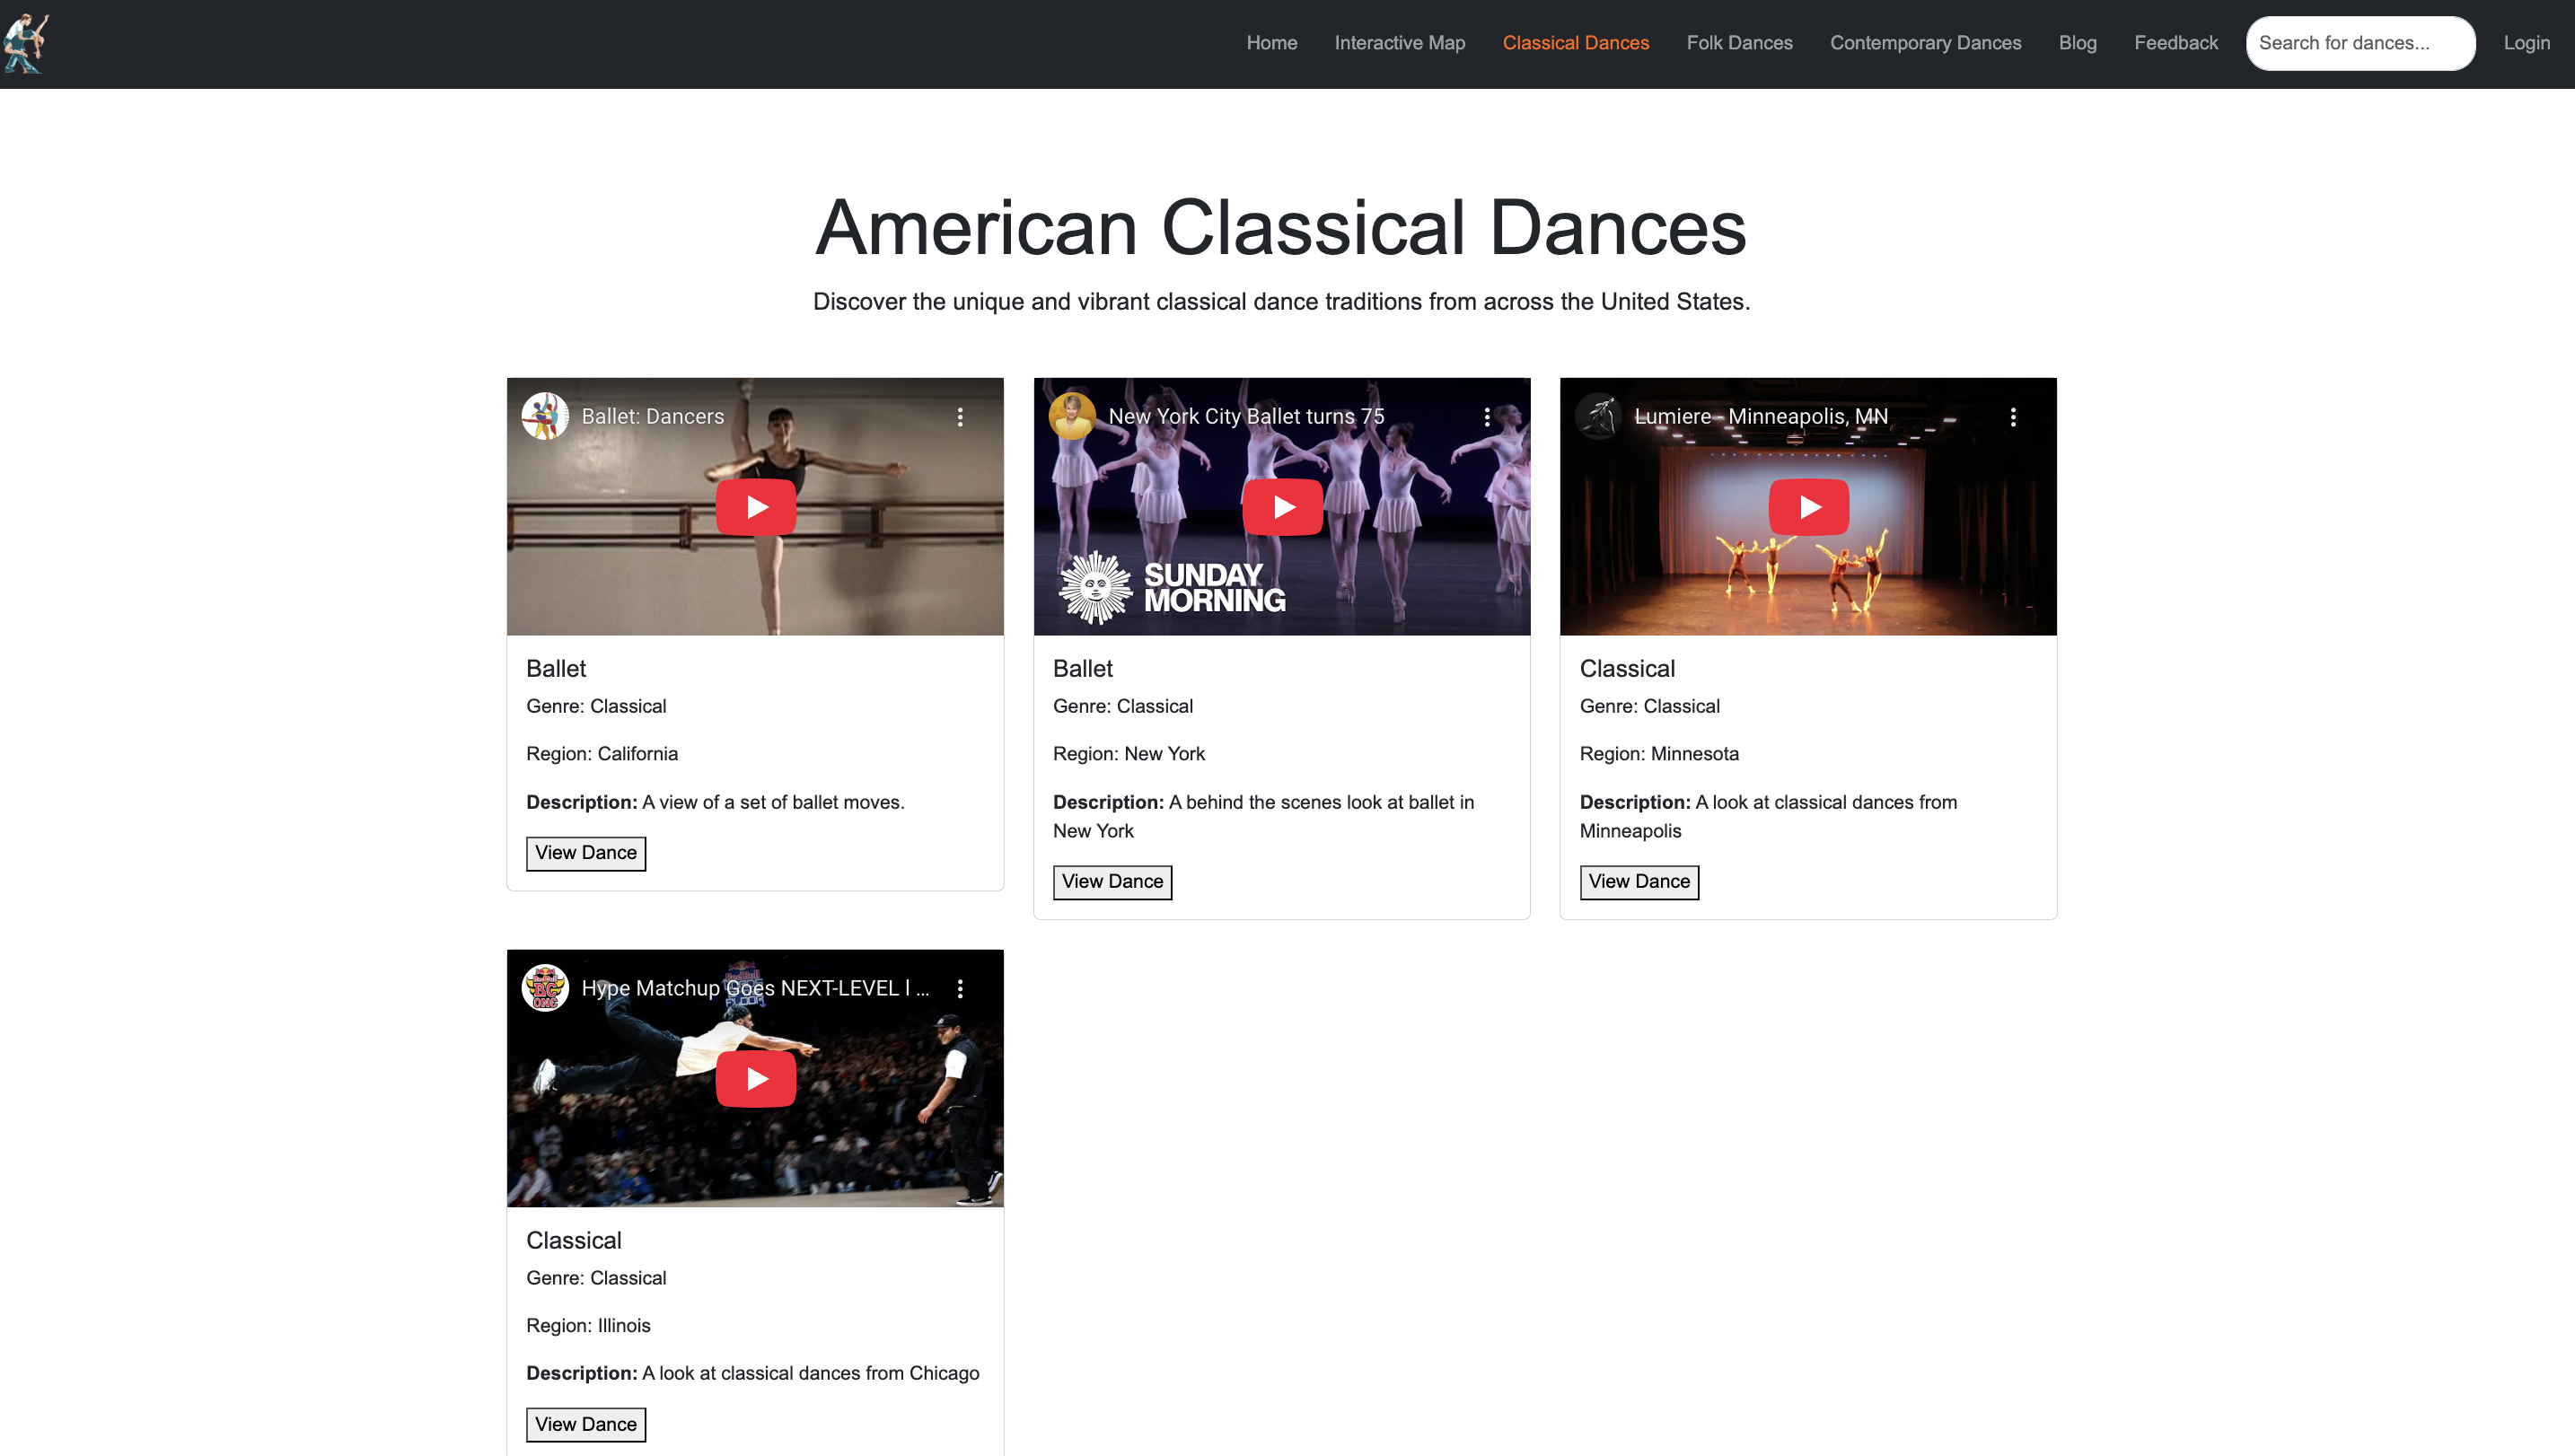 Home Interactive Map Classical Dances Folk Dances Contemporary Dances Blog Feedback Search for dances... Login
American Classical Dances
Discover the unique and vibrant classical dance traditions from across the United States.
Ballet: Dancers
SUNDAY
MORNING
New York City Ballet turns 75
Lumiere - Minneapolis, MN
Ballet
Genre: Classical
Region: California
Description: A view of a set of ballet moves.
View Dance
Ballet
Genre: Classical
Region: New York
Description: A behind the scenes look at ballet in
New York
View Dance
Classical
Genre: Classical
Region: Minnesota
Description: A look at classical dances from
Minneapolis
View Dance
Red Bull
BC
ONE
Hype Matchup Goes NEXT-LEVEL l ...
Classical
Genre: Classical
Region: Illinois
Description: A look at classical dances from Chicago
View Dance